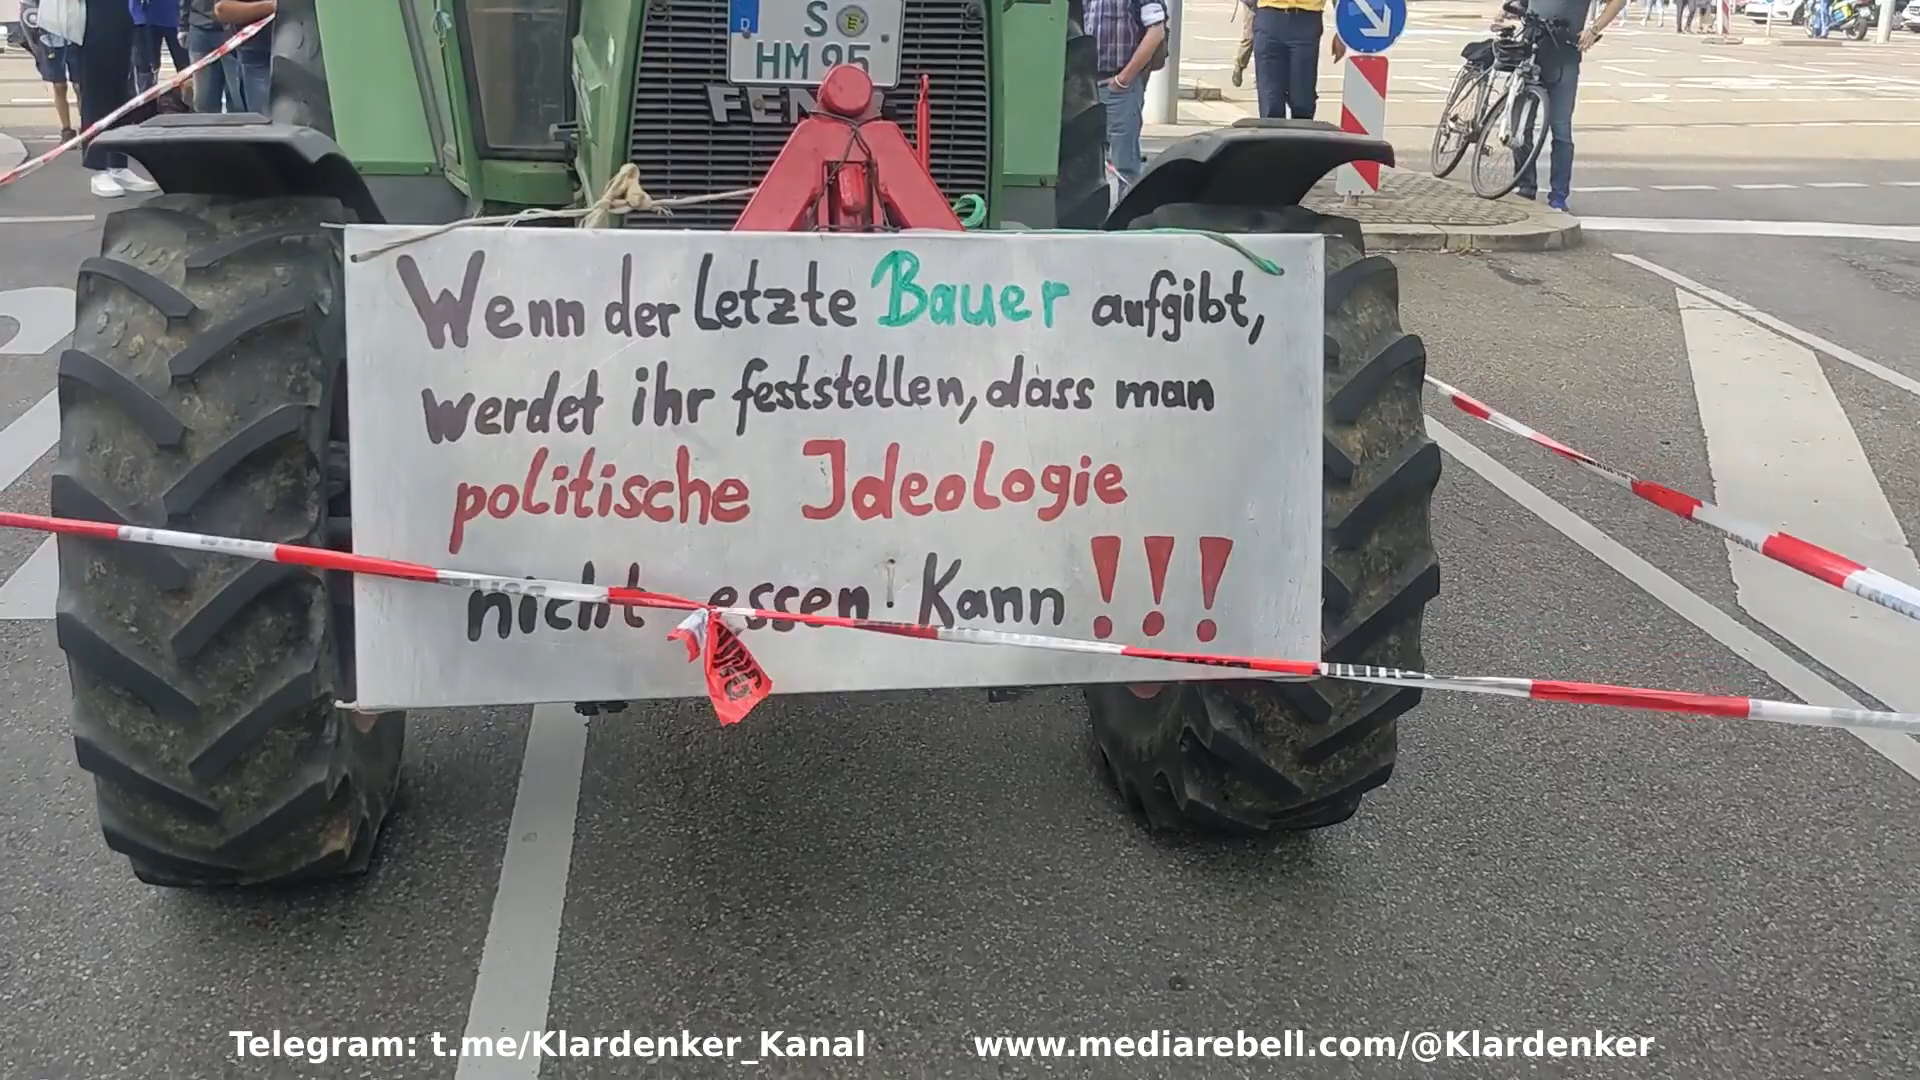 D
S
HM 95
Wenn der letzte Bauer aufgibt,
werdet ihr feststellen, dass man
politische Ideologie
nicht essen kann !!!
Telegram: t.me/Klardenker_Kanal
www.mediarebell.com/@Klardenker